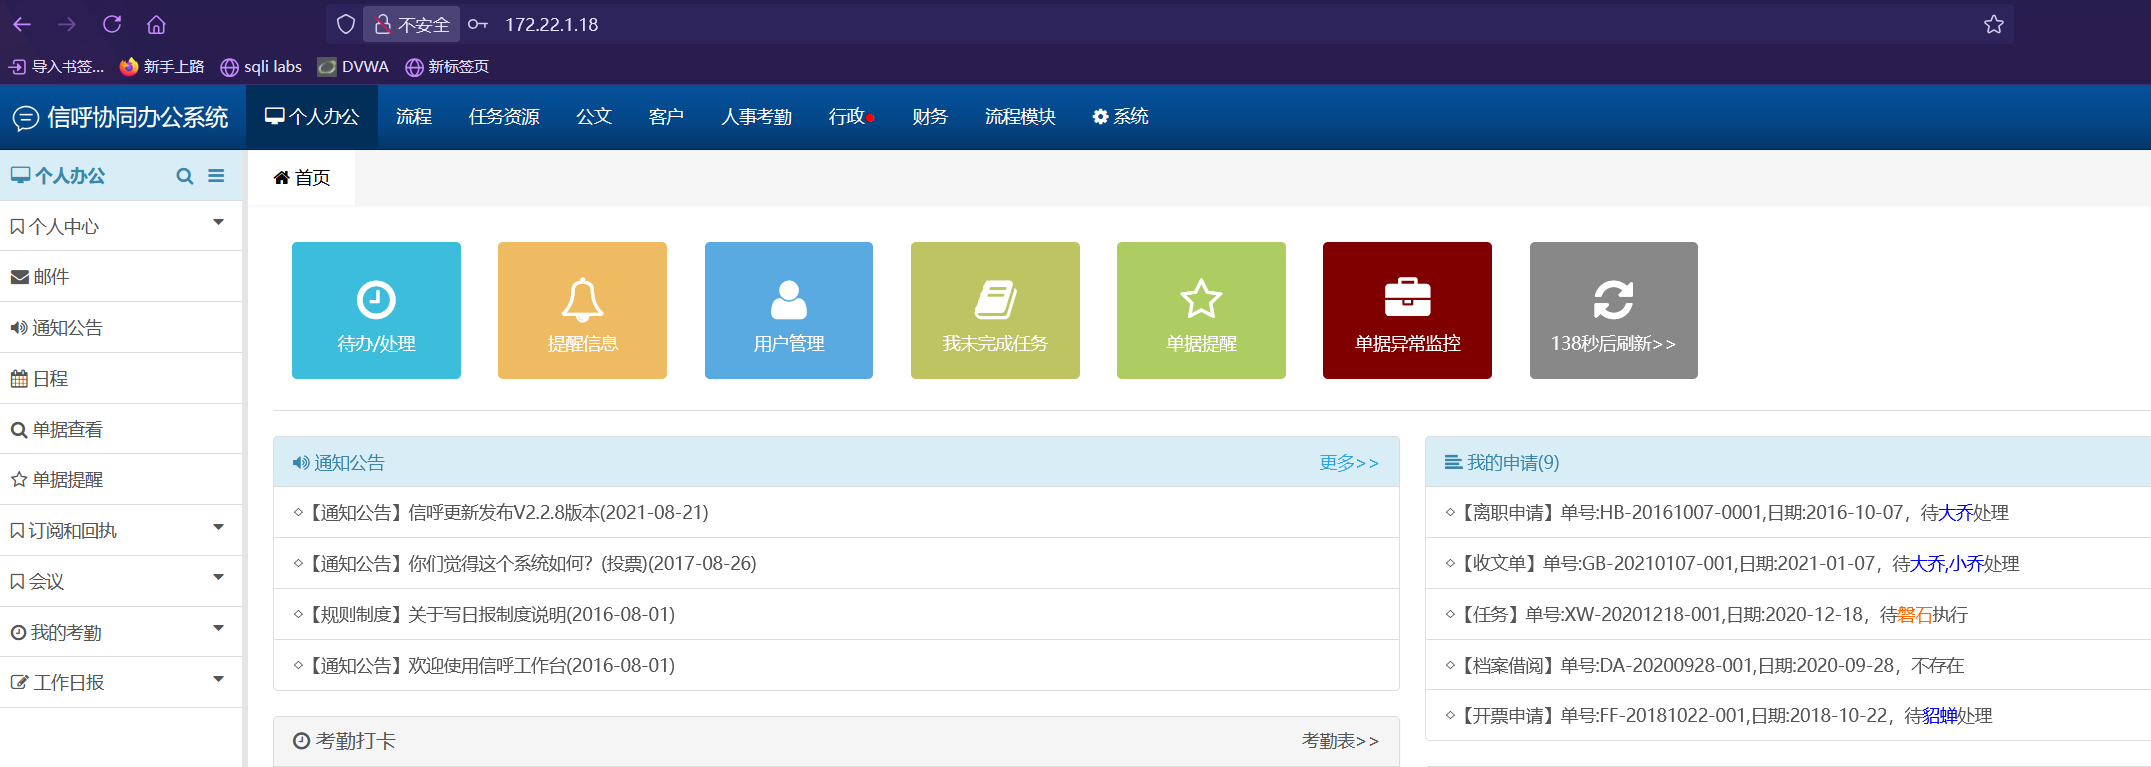 不安全 172.22.1.18
导入书签... 新手上路 sqli labs DVWA 新标签页
信呼协同办公系统 个人办公 流程 任务资源 公文 客户 人事考勤 行政 财务 流程模块 系统
个人办公
个人中心
邮件
通知公告
日程
单据查看
单据提醒
订阅和回执
会议
我的考勤
工作日报
首页
待办/处理 提醒信息 用户管理 我未完成任务 单据提醒 单据异常监控 138秒后刷新>>
通知公告 更多>>
◇【通知公告】信呼更新发布V2.2.8版本(2021-08-21)
◇【通知公告】你们觉得这个系统如何？(投票)(2017-08-26)
◇【规则制度】关于写日报制度说明(2016-08-01)
◇【通知公告】欢迎使用信呼工作台(2016-08-01)
考勤打卡 考勤表>>
我的申请(9)
◇【离职申请】单号:HB-20161007-0001,日期:2016-10-07，待大乔处理
◇【收文单】单号:GB-20210107-001,日期:2021-01-07，待大乔,小乔处理
◇【任务】单号:XW-20201218-001,日期:2020-12-18，待磐石执行
◇【档案借阅】单号:DA-20200928-001,日期:2020-09-28，不存在
◇【开票申请】单号:FF-20181022-001,日期:2018-10-22，待貂蝉处理